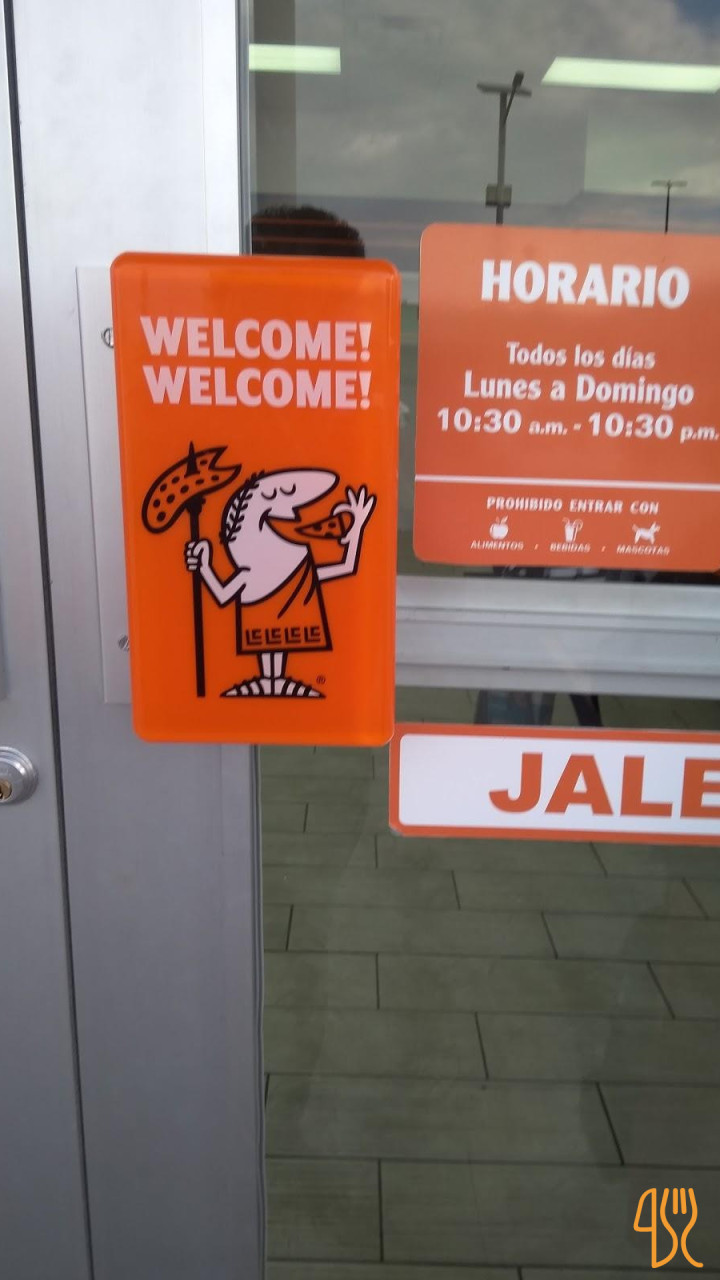 WELCOME!
WELCOME!
LCLCLCLC
®
HORARIO
Todos los días
Lunes a Domingo
10:30 a.m. - 10:30 p.m.
PROHIBIDO ENTRAR CON
ALIMENTOS , BEBIDAS , MASCOTAS
JALE